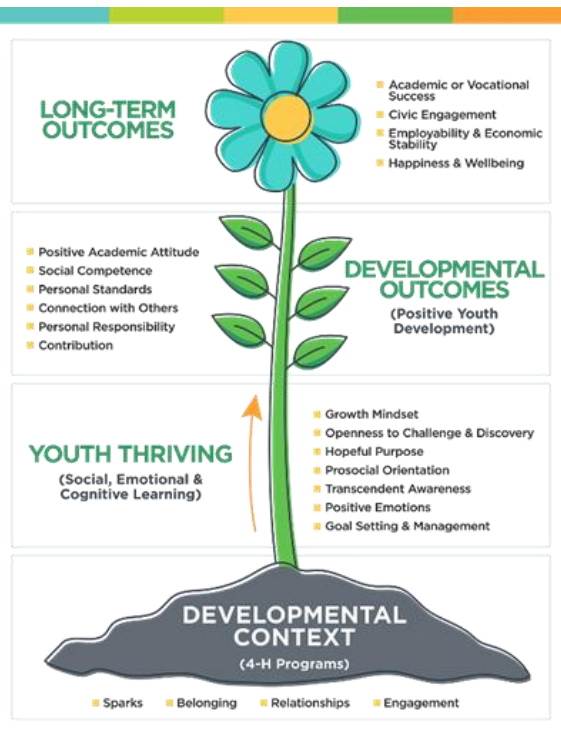 LONG-TERM
OUTCOMES
Academic or Vocational
Success
Civic Engagement
Employability & Economic
Stability
Happiness & Wellbeing
Positive Academic Attitude
Social Competence
Personal Standards
Connection with Others
Personal Responsibility
Contribution
DEVELOPMENTAL
OUTCOMES
(Positive Youth
Development)
YOUTH THRIVING
(Social, Emotional &
Cognitive Learning)
Growth Mindset
Openness to Challenge & Discovery
Hopeful Purpose
Prosocial Orientation
Transcendent Awareness
Positive Emotions
Goal Setting & Management
DEVELOPMENTAL
CONTEXT
(4-H Programs)
Sparks
Belonging
Relationships
Engagement